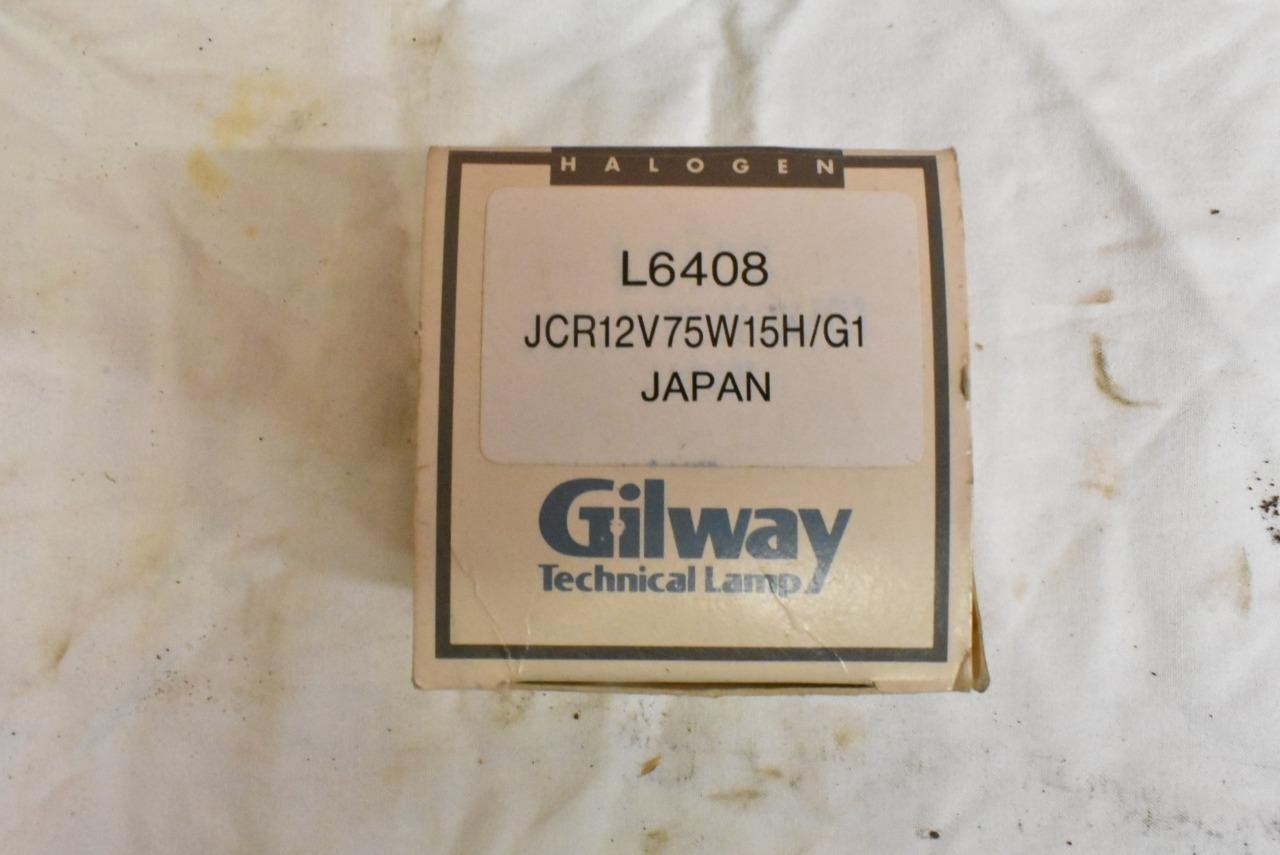 HALOGEN
L6408
JCR12V75W15H/G1
JAPAN
Gilway
Technical Lamp